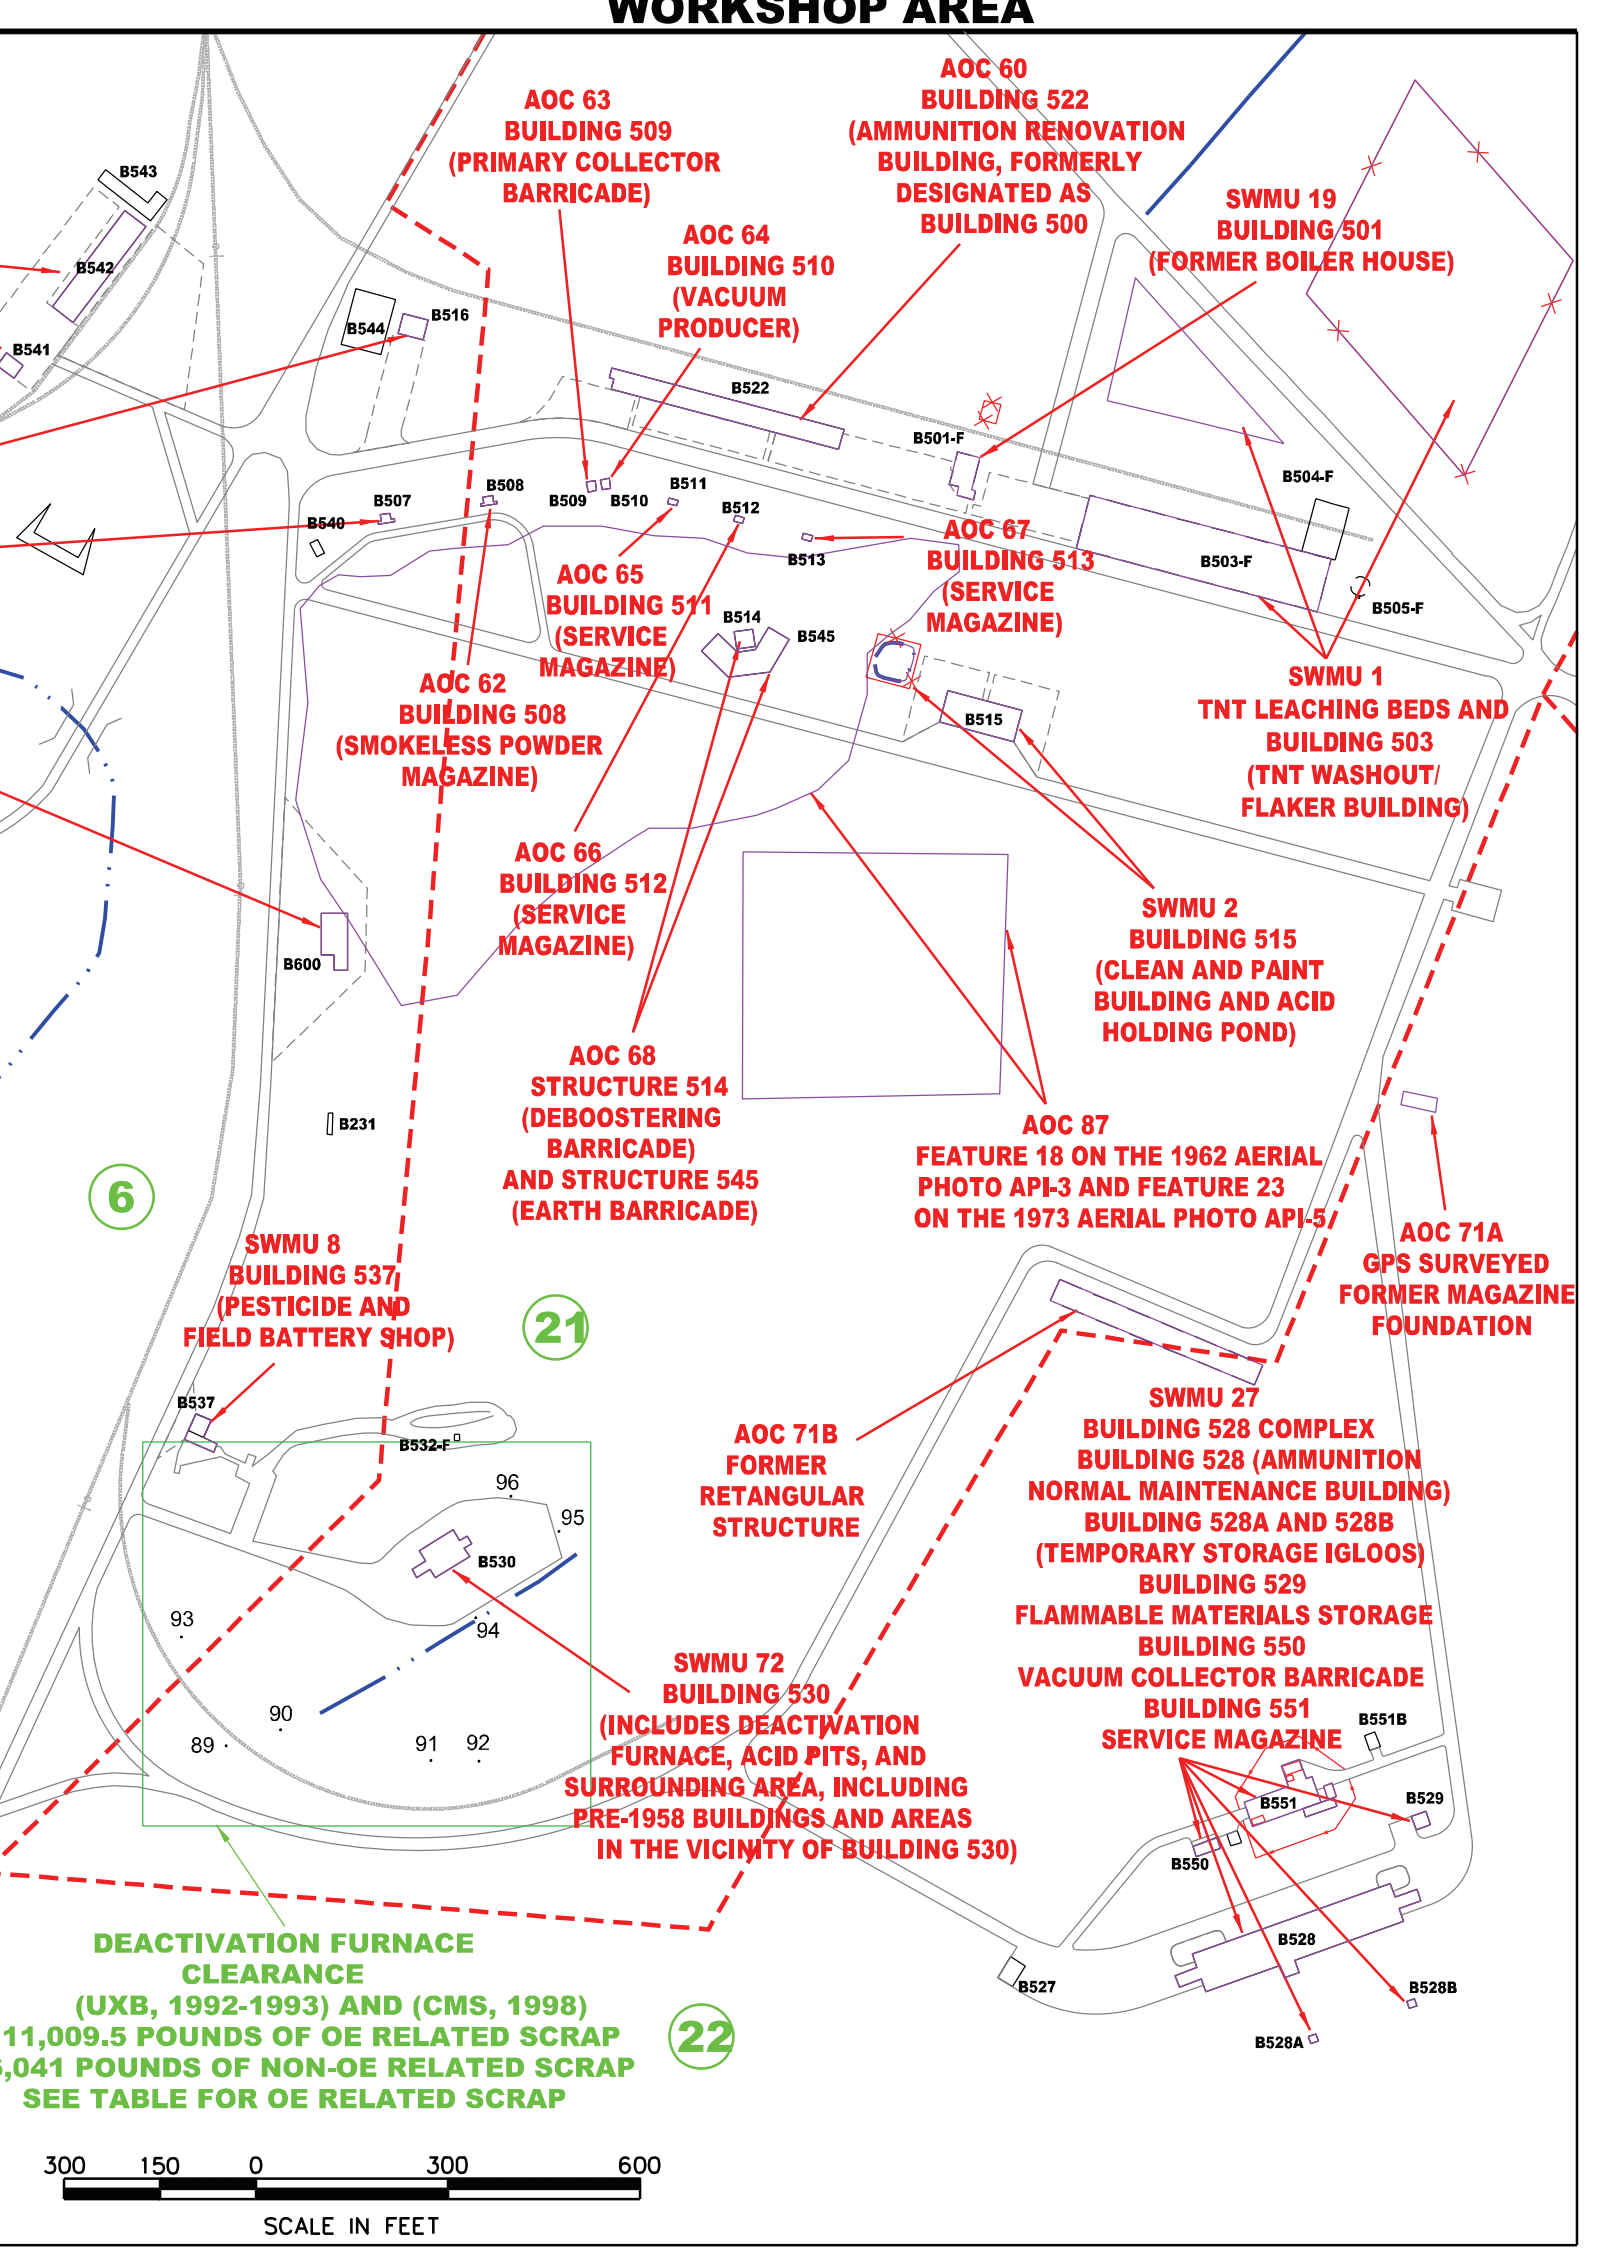 WORKSHOP AREA
AOC 60
BUILDING 522
(AMMUNITION RENOVATION
BUILDING, FORMERLY
DESIGNATED AS
BUILDING 500
AOC 63
BUILDING 509
(PRIMARY COLLECTOR
BARRICADE)
AOC 64
BUILDING 510
(VACUUM
PRODUCER)
SWMU 19
BUILDING 501
(FORMER BOILER HOUSE)
B543
B542
B541
B544
B516
B522
B501-F
B504-F
B503-F
B505-F
B507
B508
B509
B510
B511
B512
B513
B540
B514
B545
B515
AOC 65
BUILDING 511
(SERVICE
MAGAZINE)
AOC 67
BUILDING 513
(SERVICE
MAGAZINE)
AOC 62
BUILDING 508
(SMOKELESS POWDER
MAGAZINE)
SWMU 1
TNT LEACHING BEDS AND
BUILDING 503
(TNT WASHOUT/
FLAKER BUILDING)
AOC 66
BUILDING 512
(SERVICE
MAGAZINE)
SWMU 2
BUILDING 515
(CLEAN AND PAINT
BUILDING AND ACID
HOLDING POND)
B600
AOC 68
STRUCTURE 514
(DEBOOSTERING
BARRICADE)
AND STRUCTURE 545
(EARTH BARRICADE)
B231
AOC 87
FEATURE 18 ON THE 1962 AERIAL
PHOTO API-3 AND FEATURE 23
ON THE 1973 AERIAL PHOTO API-5
6
AOC 71A
GPS SURVEYED
FORMER MAGAZINE
FOUNDATION
SWMU 8
BUILDING 537
(PESTICIDE AND
FIELD BATTERY SHOP)
21
B537
B532-F
AOC 71B
FORMER
RETANGULAR
STRUCTURE
SWMU 27
BUILDING 528 COMPLEX
BUILDING 528 (AMMUNITION
NORMAL MAINTENANCE BUILDING)
BUILDING 528A AND 528B
(TEMPORARY STORAGE IGLOOS)
BUILDING 529
FLAMMABLE MATERIALS STORAGE
BUILDING 550
VACUUM COLLECTOR BARRICADE
BUILDING 551
SERVICE MAGAZINE
96
95
B530
93
94
90
89
91
92
SWMU 72
BUILDING 530
(INCLUDES DEACTIVATION
FURNACE, ACID PITS, AND
SURROUNDING AREA, INCLUDING
PRE-1958 BUILDINGS AND AREAS
IN THE VICINITY OF BUILDING 530)
B551B
B551
B529
B550
B528
B527
B528B
B528A
DEACTIVATION FURNACE
CLEARANCE
(UXB, 1992-1993) AND (CMS, 1998)
11,009.5 POUNDS OF OE RELATED SCRAP
,041 POUNDS OF NON-OE RELATED SCRAP
SEE TABLE FOR OE RELATED SCRAP
22
300 150 0 300 600
SCALE IN FEET